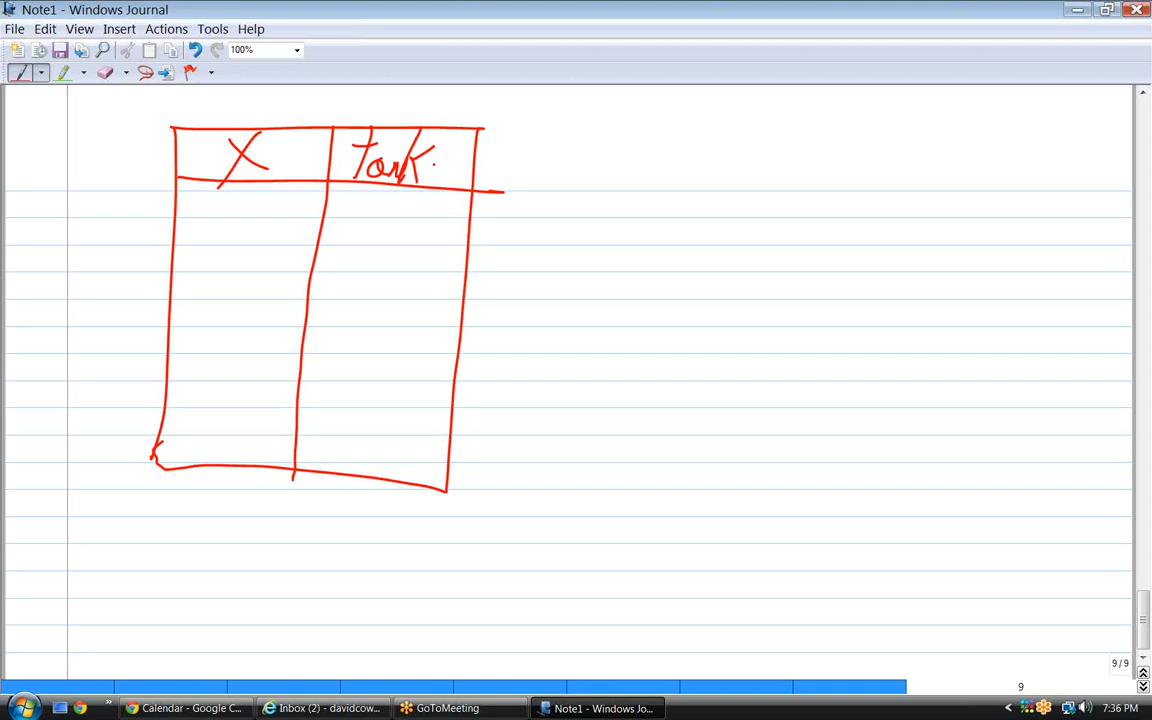 Note1 - Windows Journal
File Edit View Insert Actions Tools Help
100%
X
9 / 9
9
Calendar - Google C...
Inbox (2) - davidcow...
GoToMeeting
Note1 - Windows Jo...
7:36 PM